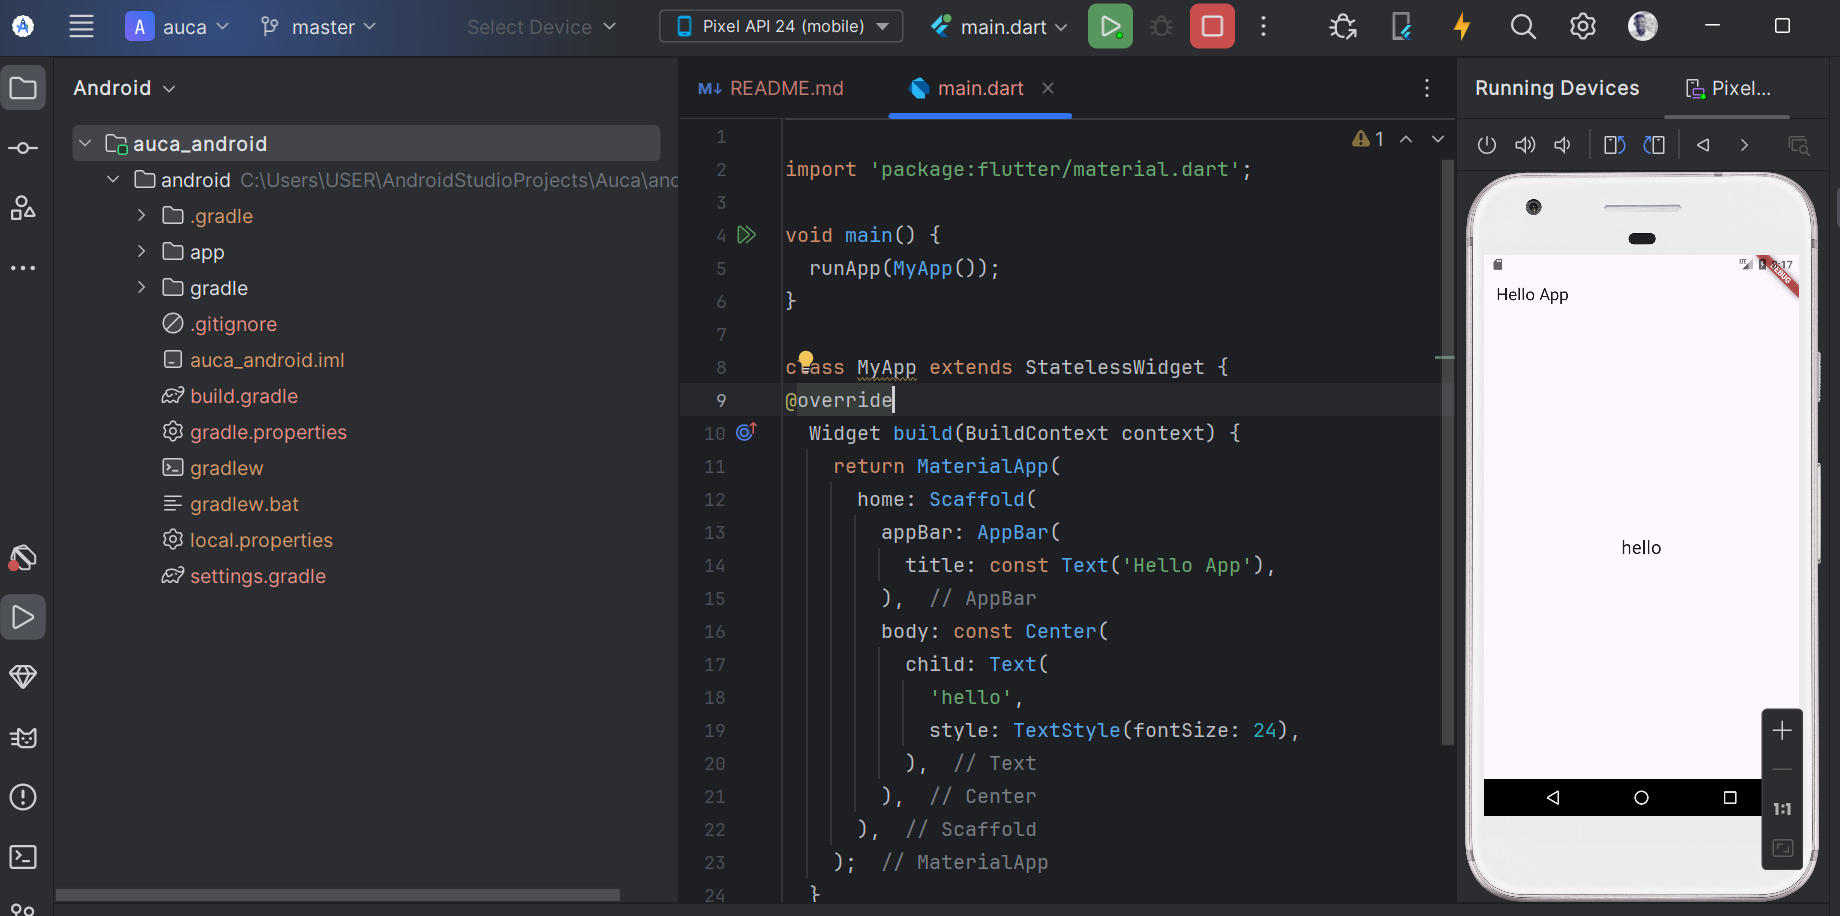 A auca master Select Device Pixel API 24 (mobile) main.dart
Android
auca_android
android C:\Users\USER\AndroidStudioProjects\Auca\and
.gradle
app
gradle
.gitignore
auca_android.iml
build.gradle
gradle.properties
gradlew
gradlew.bat
local.properties
settings.gradle
M↓ README.md main.dart
1
1
2 import 'package:flutter/material.dart';
3
4 void main() {
5 runApp(MyApp());
6 }
7
8 class MyApp extends StatelessWidget {
9 @override
10 Widget build(BuildContext context) {
11 return MaterialApp(
12 home: Scaffold(
13 appBar: AppBar(
14 title: const Text('Hello App'),
15 ), // AppBar
16 body: const Center(
17 child: Text(
18 'hello',
19 style: TextStyle(fontSize: 24),
20 ), // Text
21 ), // Center
22 ), // Scaffold
23 ); // MaterialApp
24 }
Running Devices Pixel...
LTE
DEBUG
Hello App
hello
1:1